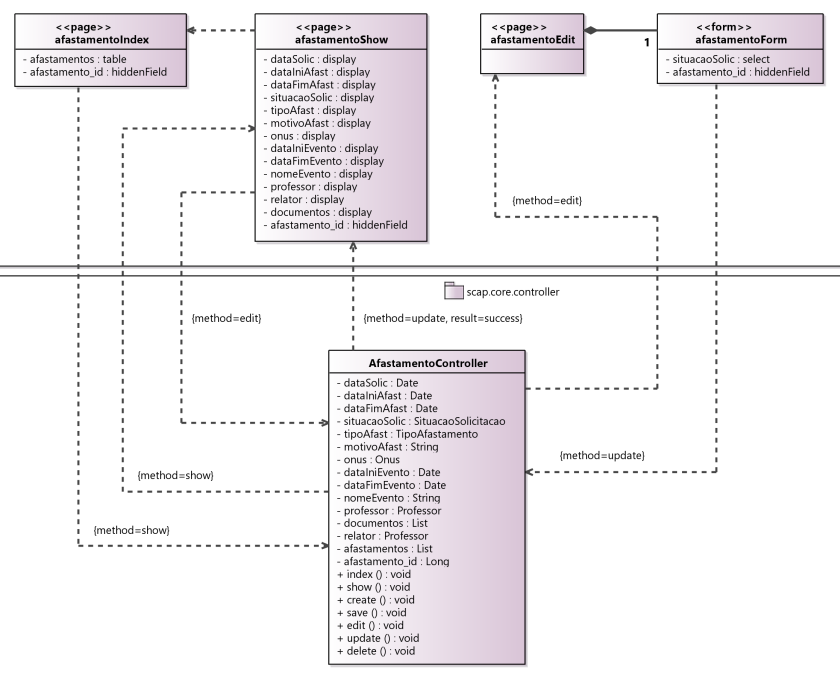 <<page>>
afastamentoIndex
- afastamentos : table
- afastamento_id : hiddenField
<<page>>
afastamentoShow
- dataSolic : display
- dataIniAfast : display
- dataFimAfast : display
- situacaoSolic : display
- tipoAfast : display
- motivoAfast : display
- onus : display
- dataIniEvento : display
- dataFimEvento : display
- nomeEvento : display
- professor : display
- relator : display
- documentos : display
- afastamento_id : hiddenField
<<page>>
afastamentoEdit
1
<<form>>
afastamentoForm
- situacaoSolic : select
- afastamento_id : hiddenField
{method=edit}
scap.core.controller
{method=edit}
{method=update, result=success}
AfastamentoController
- dataSolic : Date
- dataIniAfast : Date
- dataFimAfast : Date
- situacaoSolic : SituacaoSolicitacao
- tipoAfast : TipoAfastamento
- motivoAfast : String
- onus : Onus
- dataIniEvento : Date
- dataFimEvento : Date
- nomeEvento : String
- professor : Professor
- documentos : List
- relator : Professor
- afastamentos : List
- afastamento_id : Long
+ index () : void
+ show () : void
+ create () : void
+ save () : void
+ edit () : void
+ update () : void
+ delete () : void
{method=update}
{method=show}
{method=show}